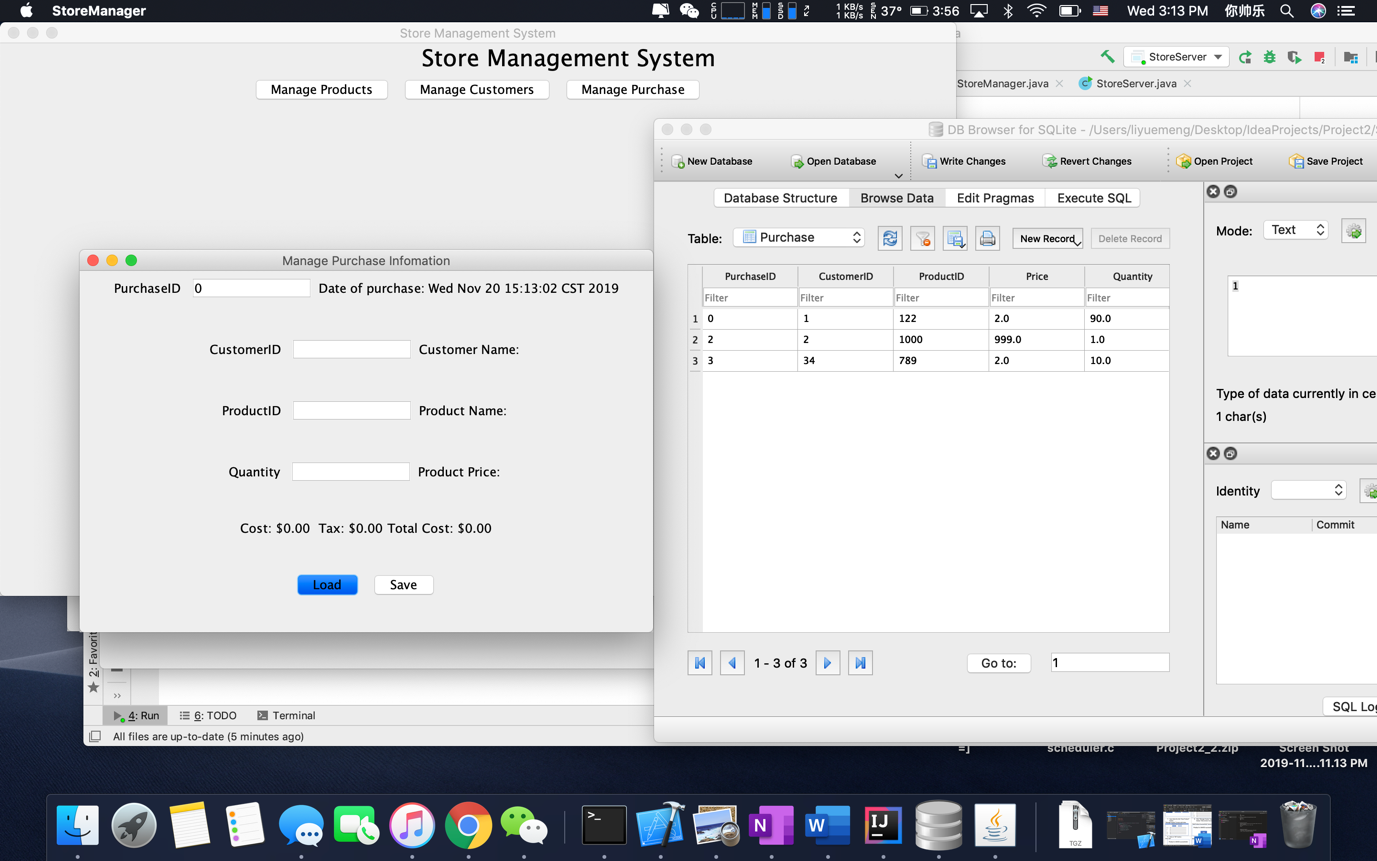 StoreManager
1 KB/s
1 KB/s
37°
3:56
Wed 3:13 PM
你帅乐
Store Management System
Store Management System
Manage Products
Manage Customers
Manage Purchase
StoreServer
StoreManager.java
StoreServer.java
DB Browser for SQLite - /Users/liyuemeng/Desktop/IdeaProjects/Project2/S
New Database
Open Database
Write Changes
Revert Changes
Open Project
Save Project
Database Structure
Browse Data
Edit Pragmas
Execute SQL
Table:
Purchase
New Record
Delete Record
PurchaseID CustomerID ProductID Price Quantity
Filter Filter Filter Filter Filter
1 0 1 122 2.0 90.0
2 2 2 1000 999.0 1.0
3 3 34 789 2.0 10.0
1 - 3 of 3
Go to:
1
Mode:
Text
1
Type of data currently in ce
1 char(s)
Identity
Name
Commit
SQL Log
Manage Purchase Infomation
PurchaseID 0 Date of purchase: Wed Nov 20 15:13:02 CST 2019
CustomerID Customer Name:
ProductID Product Name:
Quantity Product Price:
Cost: $0.00 Tax: $0.00 Total Cost: $0.00
Load
Save
2: Favorit
4: Run
6: TODO
Terminal
All files are up-to-date (5 minutes ago)
scheduler.c
Project2_2.zip
Screen Shot
2019-11....11.13 PM
TGZ